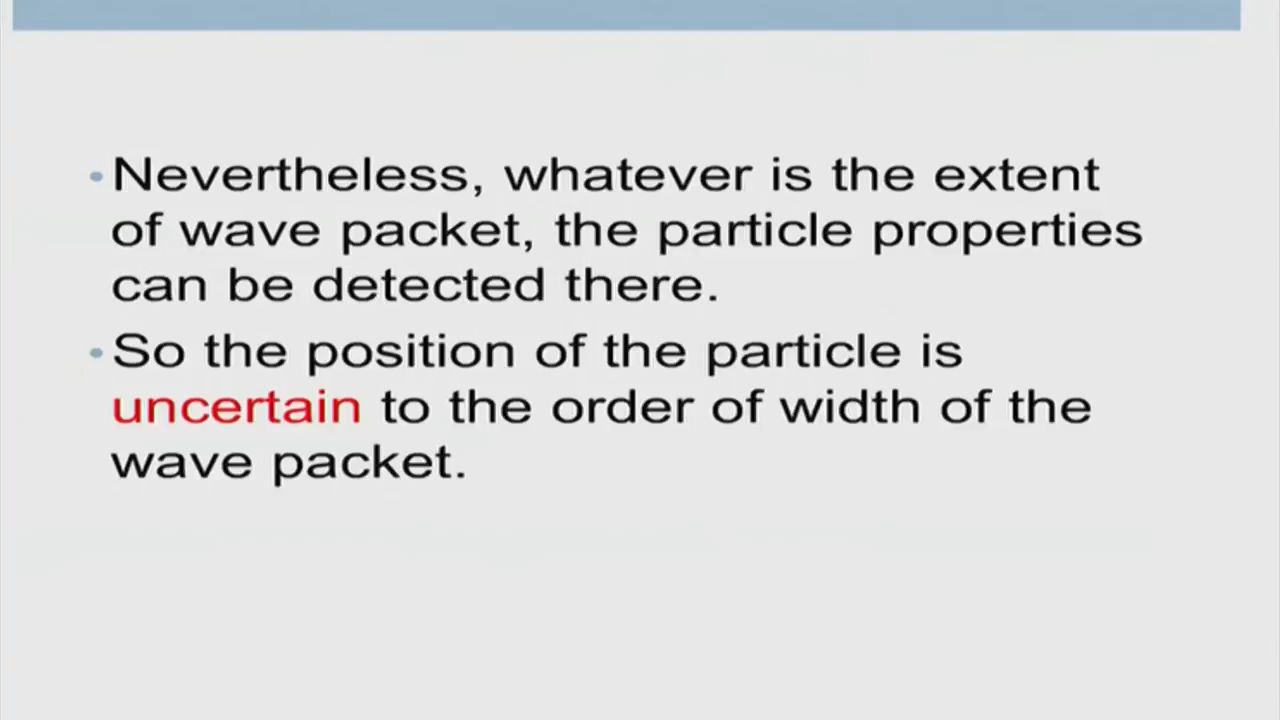 •Nevertheless, whatever is the extent
of wave packet, the particle properties
can be detected there.
•So the position of the particle is
uncertain to the order of width of the
wave packet.